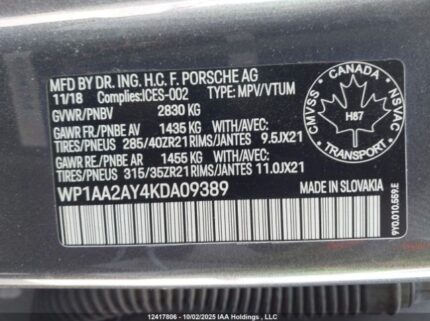 MFD BY DR. ING. H.C. F. PORSCHE AG
11/18 Complies:ICES-002 TYPE: MPV/VTUM
GVWR/PNBV 2830 KG
GAWR FR/PNBE AV 1435 KG WITH/AVEC:
TIRES/PNEUS 285/40ZR21 RIMS/JANTES 9.5JX21
GAWR RE/PNBE AR 1455 KG WITH/AVEC:
TIRES/PNEUS 315/35ZR21 RIMS/JANTES 11.0JX21
WP1AA2AY4KDA09389 MADE IN SLOVAKIA
CANADA
CMVSS
NSVAC
H87
TRANSPORT
9Y0.010.559.E
12417806 - 10/02/2025 IAA Holdings , LLC